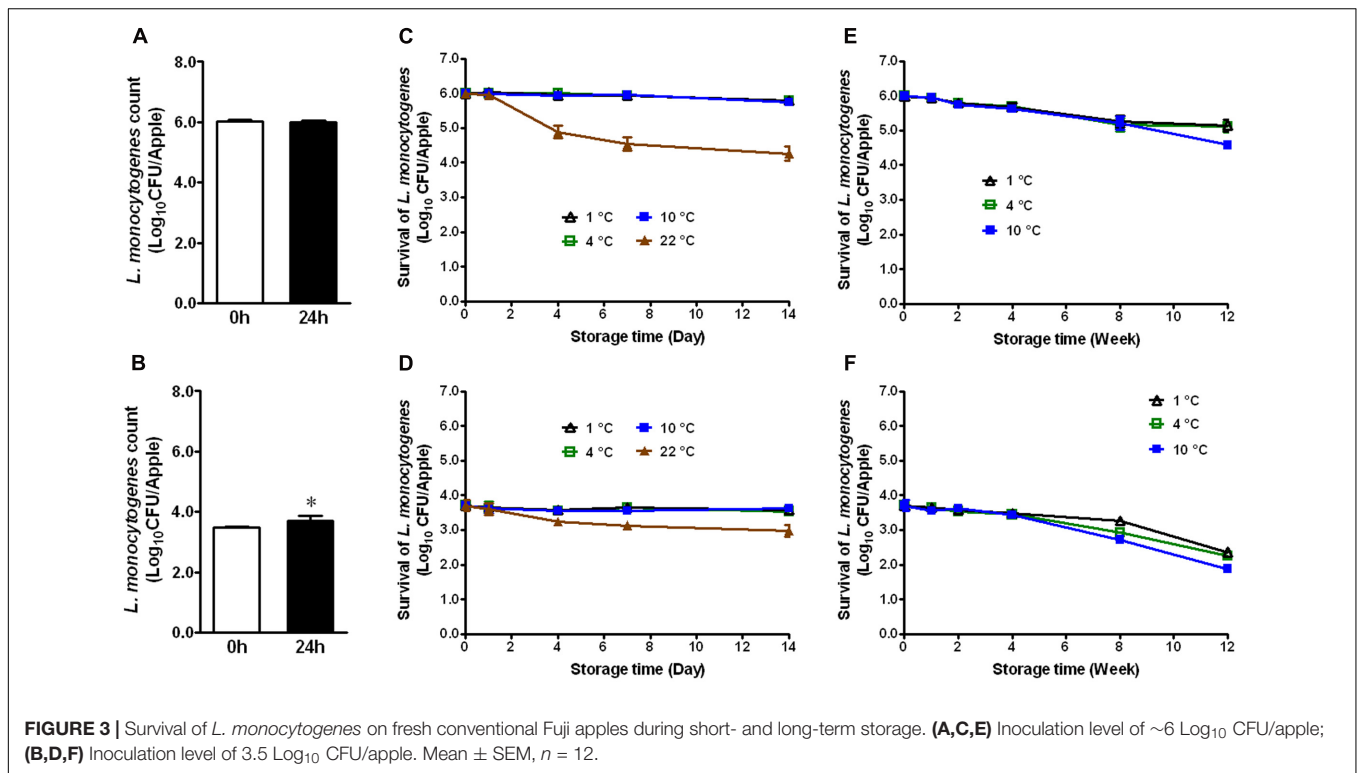 A
L. monocytogenes count
(Log10CFU/Apple)
8.0
6.0
4.0
2.0
0.0
0h
24h
C
Survival of L. monocytogenes
(Log10 CFU/Apple)
7.0
6.0
5.0
4.0
3.0
2.0
1.0
0.0
1 °C
10 °C
4 °C
22 °C
0 2 4 6 8 10 12 14
Storage time (Day)
E
Survival of L. monocytogenes
(Log10 CFU/Apple)
7.0
6.0
5.0
4.0
3.0
2.0
1.0
0.0
1 °C
4 °C
10 °C
0 2 4 6 8 10 12
Storage time (Week)
B
L. monocytogenes count
(Log10CFU/Apple)
8.0
6.0
4.0
2.0
0.0
*
0h
24h
D
Survival of L. monocytogenes
(Log10 CFU/Apple)
7.0
6.0
5.0
4.0
3.0
2.0
1.0
0.0
1 °C
10 °C
4 °C
22 °C
0 2 4 6 8 10 12 14
Storage time (Day)
F
Survival of L. monocytogenes
(Log10 CFU/Apple)
7.0
6.0
5.0
4.0
3.0
2.0
1.0
0.0
1 °C
4 °C
10 °C
0 2 4 6 8 10 12
Storage time (Week)
FIGURE 3 | Survival of L. monocytogenes on fresh conventional Fuji apples during short- and long-term storage. (A,C,E) Inoculation level of ~6 Log10 CFU/apple;
(B,D,F) Inoculation level of 3.5 Log10 CFU/apple. Mean ± SEM, n = 12.